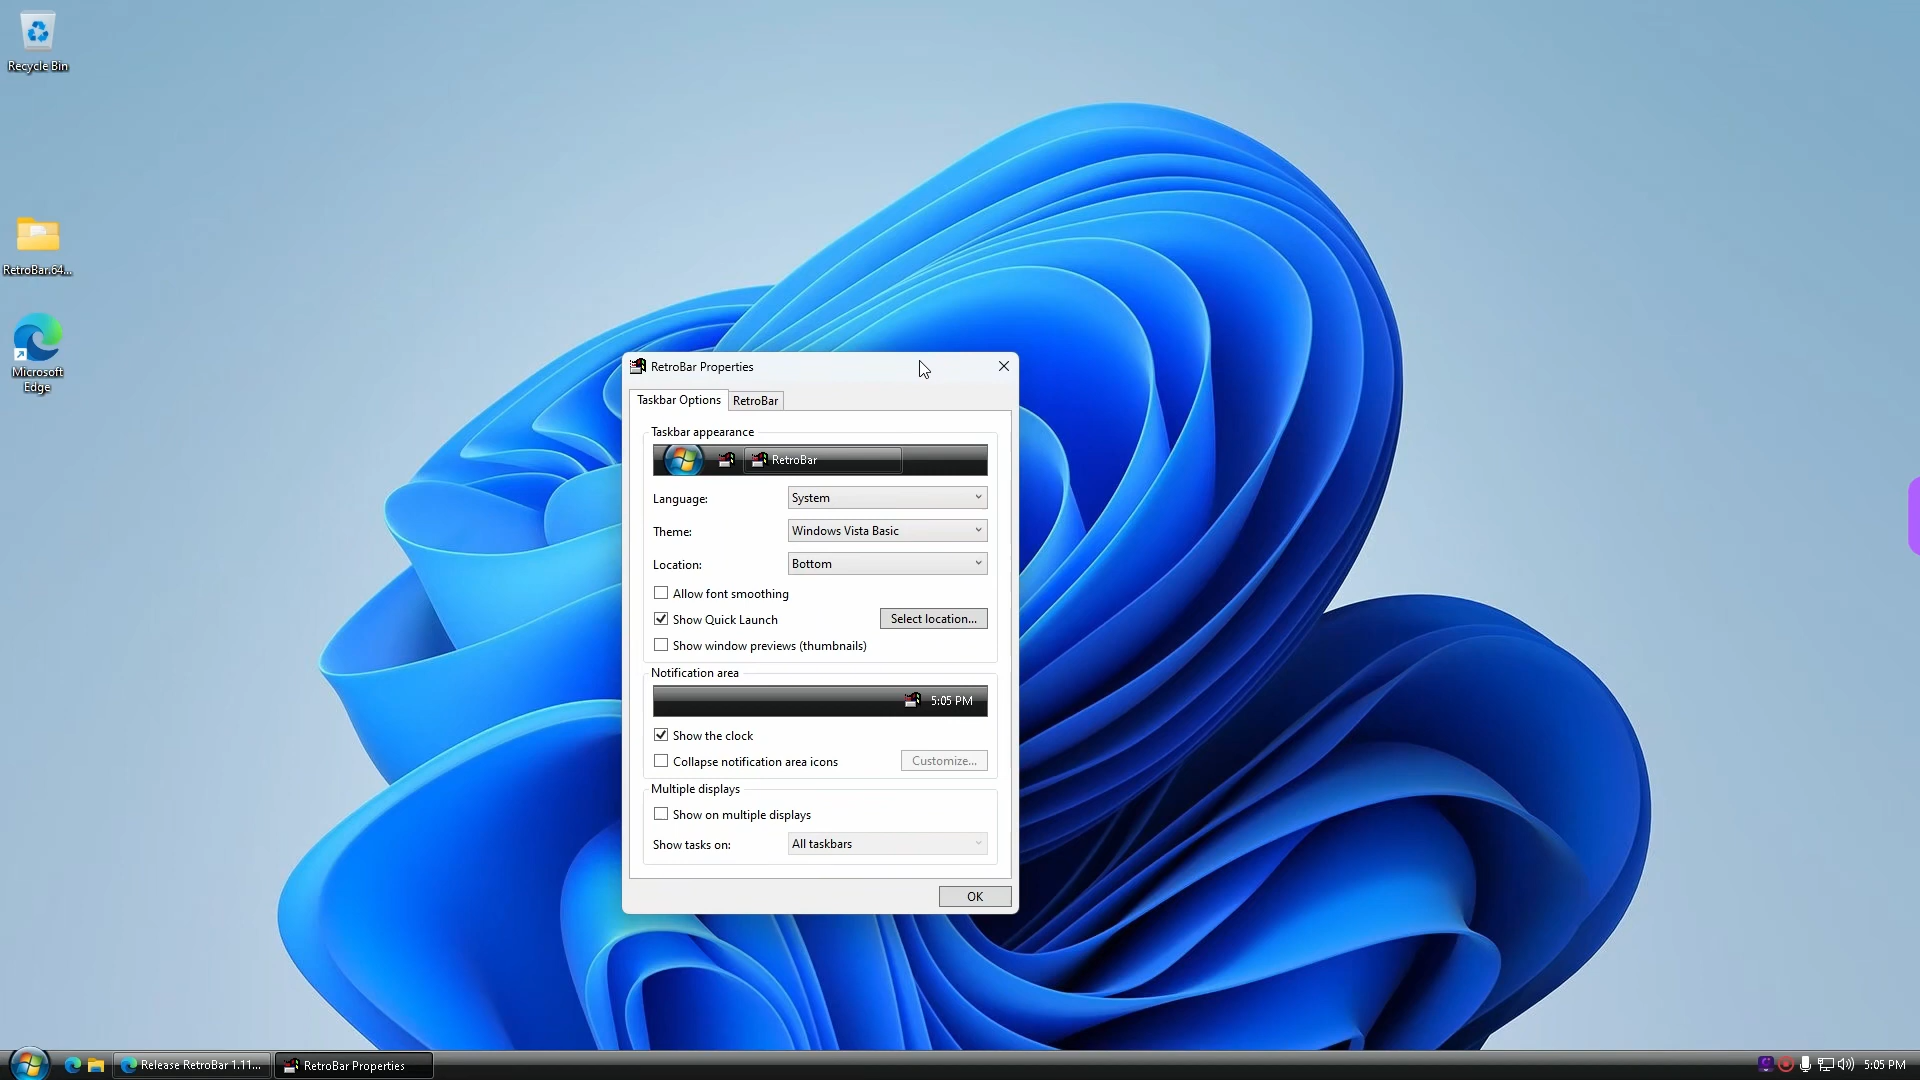 Recycle Bin
RetroBar.64...
Microsoft
Edge
RetroBar Properties
Taskbar Options
RetroBar
Taskbar appearance
RetroBar
Language:
System
Theme:
Windows Vista Basic
Location:
Bottom
Allow font smoothing
Show Quick Launch
Select location...
Show window previews (thumbnails)
Notification area
5:05 PM
Show the clock
Collapse notification area icons
Customize...
Multiple displays
Show on multiple displays
Show tasks on:
All taskbars
OK
Release RetroBar 1.11...
RetroBar Properties
5:05 PM